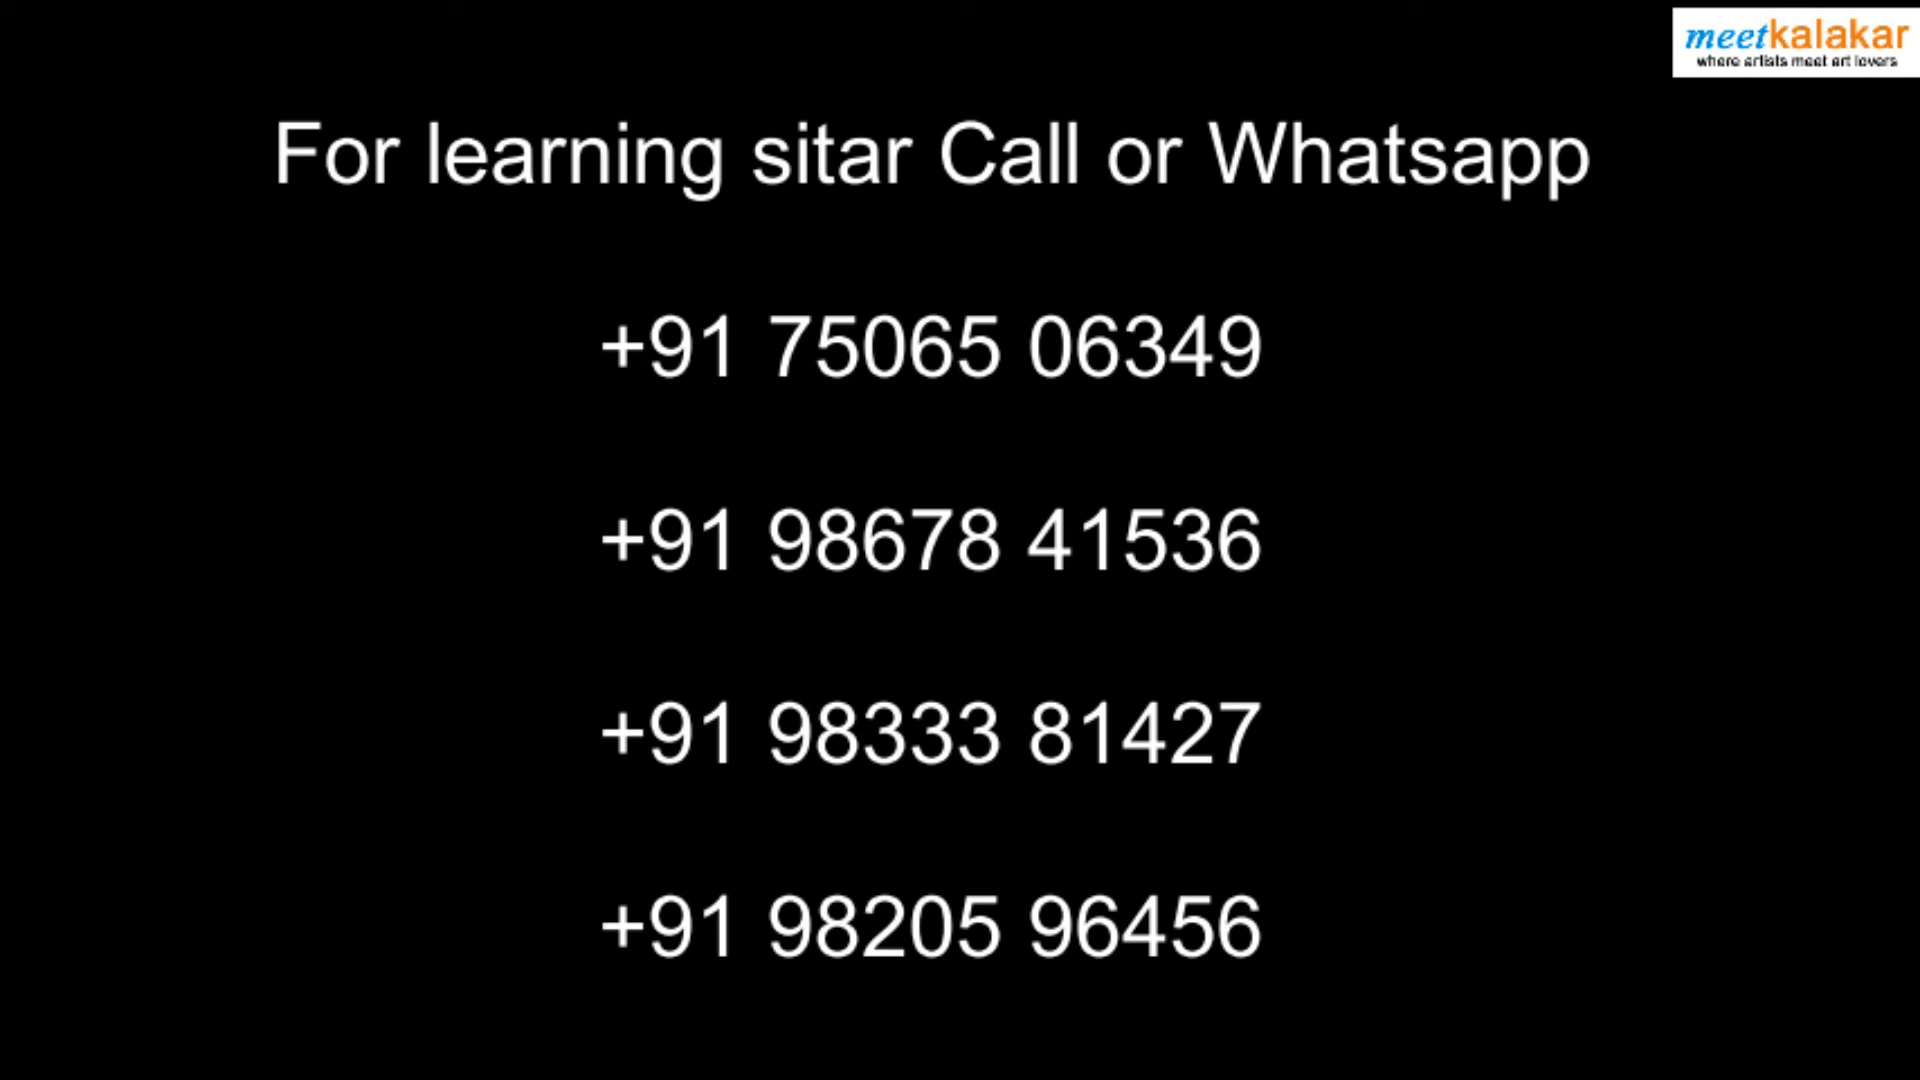 meetkalakar
where artists meet art lovers
For learning sitar Call or Whatsapp
+91 75065 06349
+91 98678 41536
+91 98333 81427
+91 98205 96456